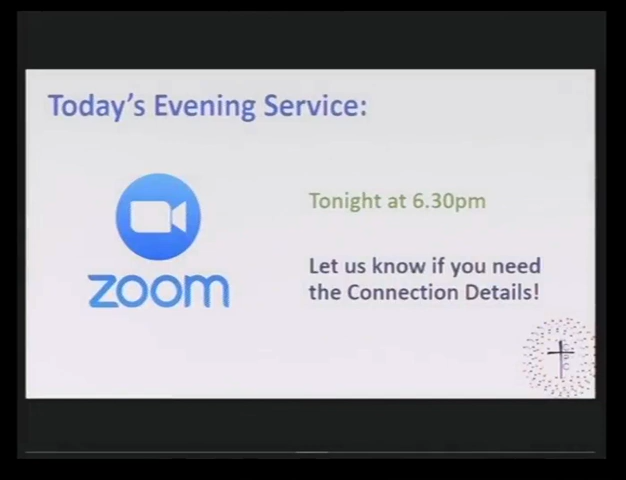 Today's Evening Service:
Tonight at 6.30pm
zoom
Let us know if you need
the Connection Details!